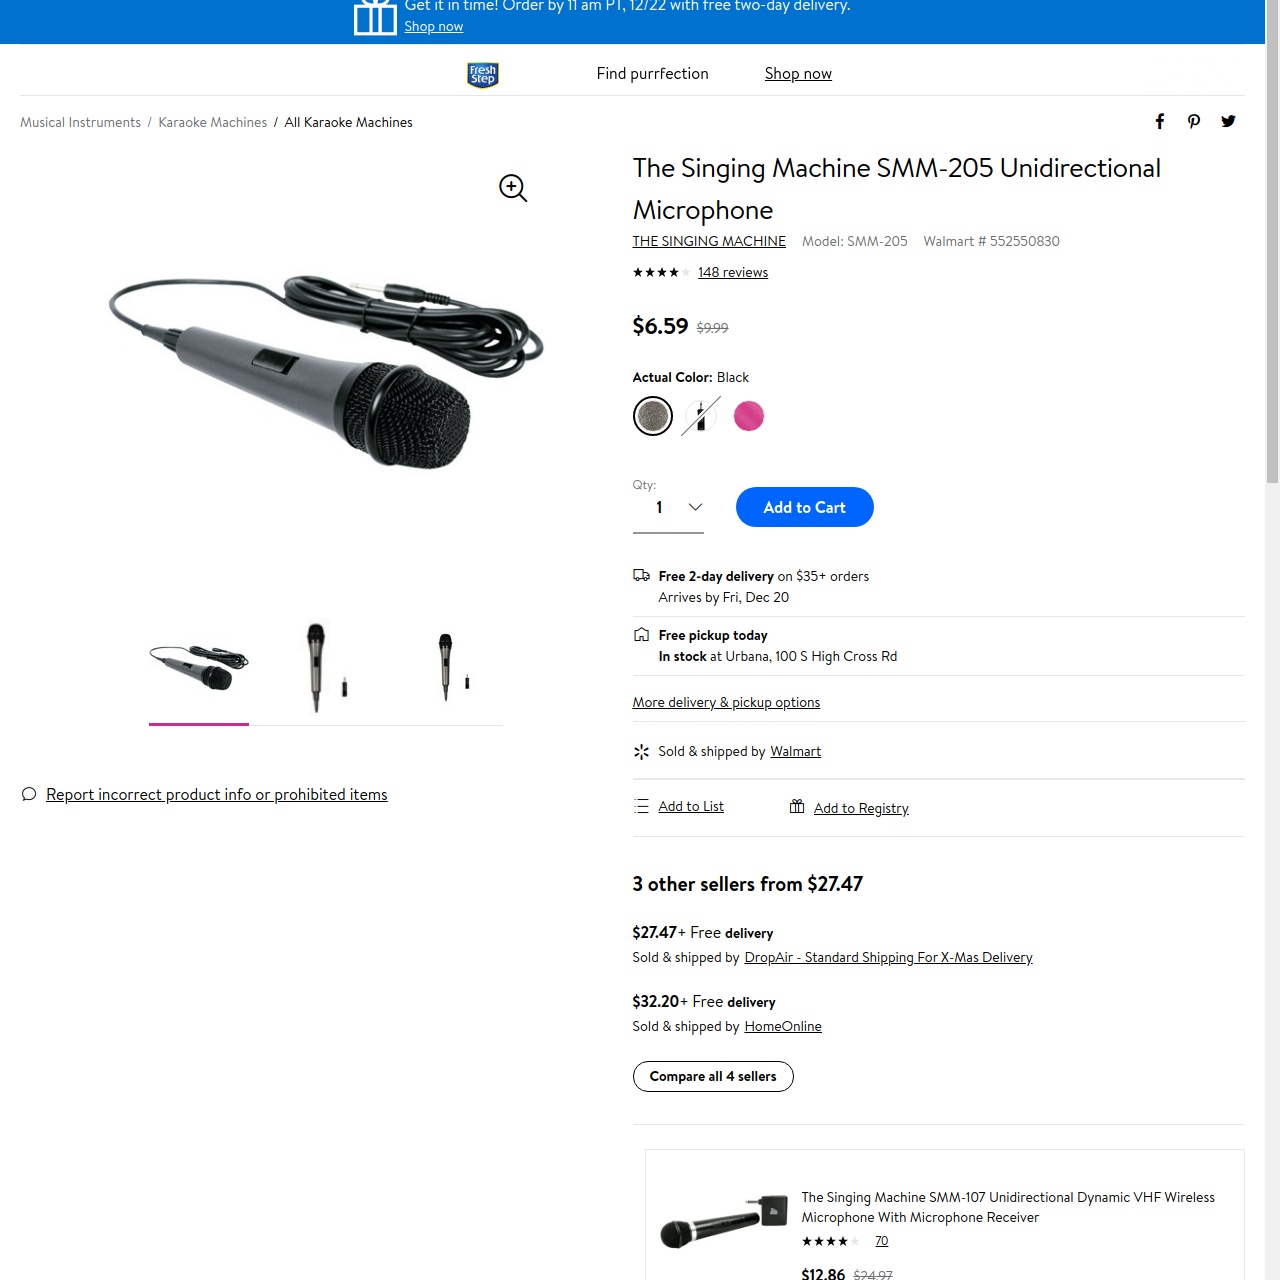 Get it in time! Order by 11 am PT, 12/22 with free two-day delivery.
Shop now
Fresh
Step
Find purrfection
Shop now
Musical Instruments / Karaoke Machines / All Karaoke Machines
The Singing Machine SMM-205 Unidirectional
Microphone
THE SINGING MACHINE Model: SMM-205 Walmart # 552550830
148 reviews
$6.59 $9.99
Actual Color: Black
Qty:
1
Add to Cart
Free 2-day delivery on $35+ orders
Arrives by Fri, Dec 20
Free pickup today
In stock at Urbana, 100 S High Cross Rd
More delivery & pickup options
Sold & shipped by Walmart
Report incorrect product info or prohibited items
Add to List
Add to Registry
3 other sellers from $27.47
$27.47+ Free delivery
Sold & shipped by DropAir - Standard Shipping For X-Mas Delivery
$32.20+ Free delivery
Sold & shipped by HomeOnline
Compare all 4 sellers
The Singing Machine SMM-107 Unidirectional Dynamic VHF Wireless
Microphone With Microphone Receiver
70
$12.86 $24.97